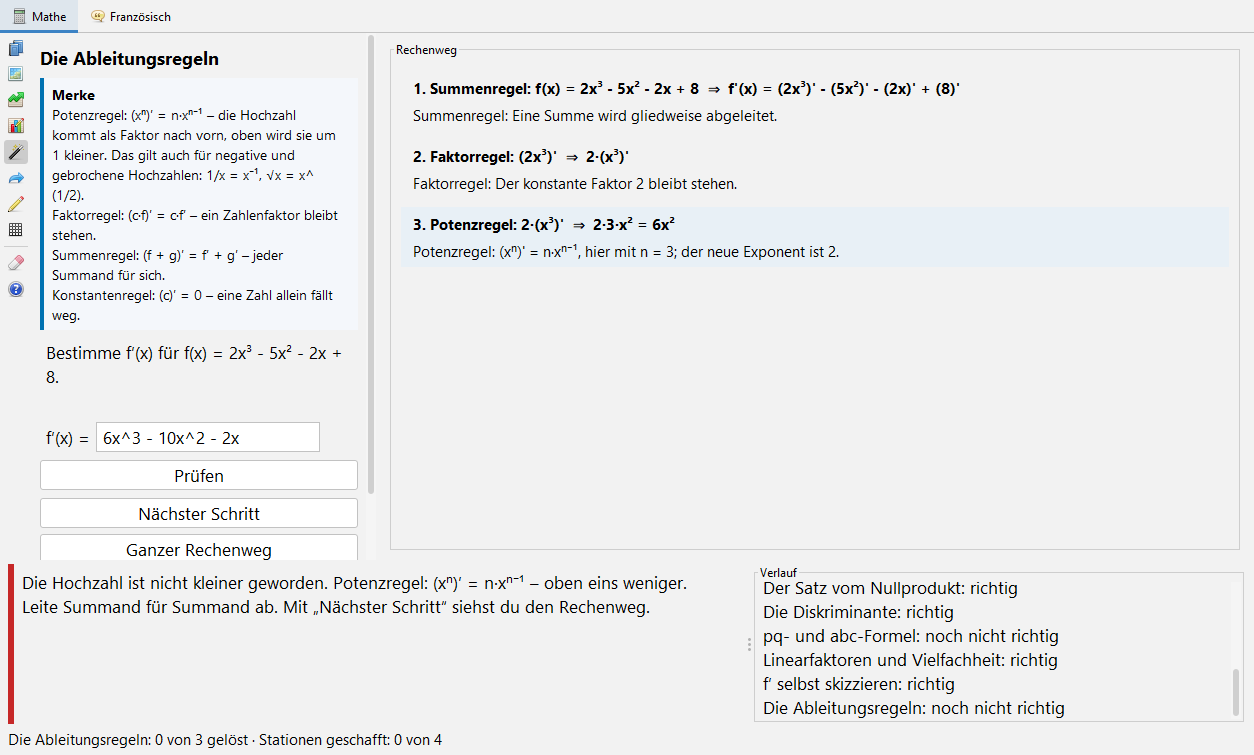 Mathe
Französisch
Die Ableitungsregeln
Merke
Potenzregel: (xⁿ)′ = n·xⁿ⁻¹ – die Hochzahl
kommt als Faktor nach vorn, oben wird sie um
1 kleiner. Das gilt auch für negative und
gebrochene Hochzahlen: 1/x = x⁻¹, √x = x^
(1/2).
Faktorregel: (c·f)′ = c·f′ – ein Zahlenfaktor bleibt
stehen.
Summenregel: (f + g)′ = f′ + g′ – jeder
Summand für sich.
Konstantenregel: (c)′ = 0 – eine Zahl allein fällt
weg.
Bestimme f′(x) für f(x) = 2x³ - 5x² - 2x +
8.
f′(x) = 6x^3 - 10x^2 - 2x
Prüfen
Nächster Schritt
Ganzer Rechenweg
Rechenweg
1. Summenregel: f(x) = 2x³ - 5x² - 2x + 8 ⇒ f'(x) = (2x³)' - (5x²)' - (2x)' + (8)'
Summenregel: Eine Summe wird gliedweise abgeleitet.
2. Faktorregel: (2x³)' ⇒ 2·(x³)'
Faktorregel: Der konstante Faktor 2 bleibt stehen.
3. Potenzregel: 2·(x³)' ⇒ 2·3·x² = 6x²
Potenzregel: (xⁿ)' = n·xⁿ⁻¹, hier mit n = 3; der neue Exponent ist 2.
Die Hochzahl ist nicht kleiner geworden. Potenzregel: (xⁿ)′ = n·xⁿ⁻¹ – oben eins weniger.
Leite Summand für Summand ab. Mit „Nächster Schritt“ siehst du den Rechenweg.
Verlauf
Der Satz vom Nullprodukt: richtig
Die Diskriminante: richtig
pq- und abc-Formel: noch nicht richtig
Linearfaktoren und Vielfachheit: richtig
f′ selbst skizzieren: richtig
Die Ableitungsregeln: noch nicht richtig
Die Ableitungsregeln: 0 von 3 gelöst · Stationen geschafft: 0 von 4